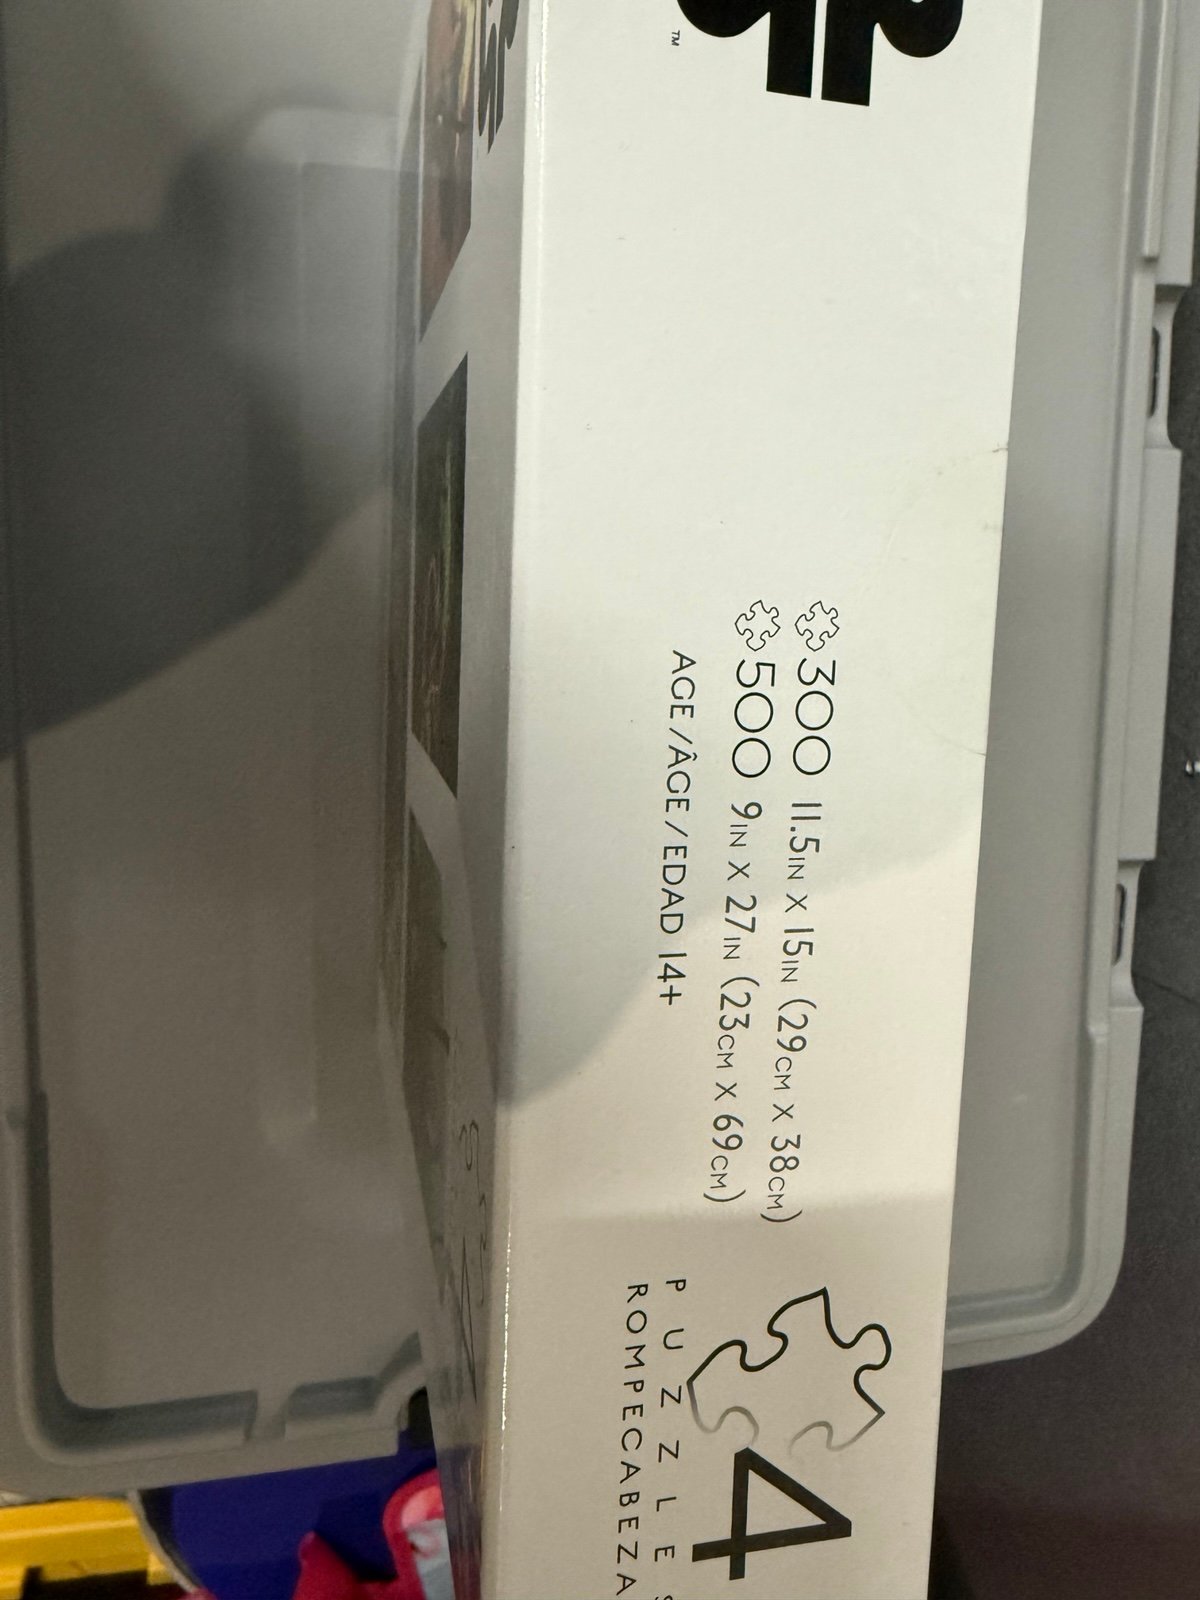 ™
300 11.5IN X 15IN (29CM X 38CM)
500 9IN X 27IN (23CM X 69CM)
AGE/ÂGE/EDAD 14+
4
PUZZLES
ROMPECABEZA